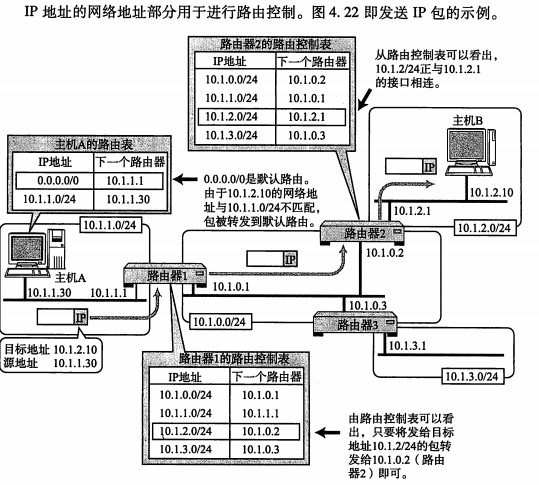 IP 地址的网络地址部分用于进行路由控制。图 4.22 即发送 IP 包的示例。
路由器2的路由控制表
IP地址 下一个路由器
10.1.0.0/24 10.1.0.2
10.1.1.0/24 10.1.0.1
10.1.2.0/24 10.1.2.1
10.1.3.0/24 10.1.0.3
从路由控制表可以看出，
10.1.2/24正与10.1.2.1
的接口相连。
主机A的路由表
IP地址 下一个路由器
0.0.0.0/0 10.1.1.1
10.1.1.0/24 10.1.1.30
0.0.0.0/0是默认路由。
由于10.1.2.10的网络地
址与10.1.1.0/24不匹配，
包被转发到默认路由。
主机B
IP
10.1.2.10
10.1.2.1
10.1.2.0/24
10.1.1.0/24
路由器2
10.1.0.2
主机A
路由器1
IP
10.1.1.30 10.1.1.1
10.1.0.1
10.1.0.3
IP
10.1.0.0/24
路由器3
目标地址 10.1.2.10
源地址 10.1.1.30
10.1.3.1
10.1.3.0/24
路由器1的路由控制表
IP地址 下一个路由器
10.1.0.0/24 10.1.0.1
10.1.1.0/24 10.1.1.1
10.1.2.0/24 10.1.0.2
10.1.3.0/24 10.1.0.3
由路由控制表可以看
出，只要将发给目标
地址10.1.2/24的包转
发给10.1.0.2（路由
器2）即可。